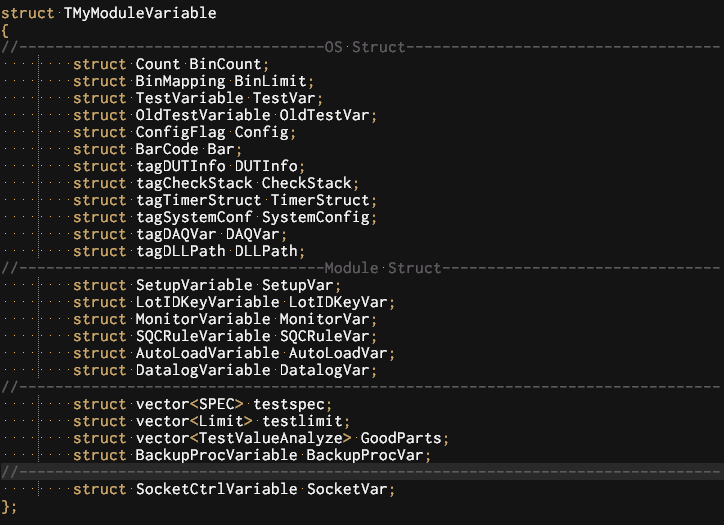 struct TMyModuleVariable
{
//----------------------------------OS Struct-----------------------------------
struct Count BinCount;
struct BinMapping BinLimit;
struct TestVariable TestVar;
struct OldTestVariable OldTestVar;
struct ConfigFlag Config;
struct BarCode Bar;
struct tagDUTInfo DUTInfo;
struct tagCheckStack CheckStack;
struct tagTimerStruct TimerStruct;
struct tagSystemConf SystemConfig;
struct tagDAQVar DAQVar;
struct tagDLLPath DLLPath;
//----------------------------------Module Struct-------------------------------
struct SetupVariable SetupVar;
struct LotIDKeyVariable LotIDKeyVar;
struct MonitorVariable MonitorVar;
struct SQCRuleVariable SQCRuleVar;
struct AutoLoadVariable AutoLoadVar;
struct DatalogVariable DatalogVar;
//------------------------------------------------------------------------------
struct vector<SPEC> testspec;
struct vector<Limit> testlimit;
struct vector<TestValueAnalyze> GoodParts;
struct BackupProcVariable BackupProcVar;
//------------------------------------------------------------------------------
struct SocketCtrlVariable SocketVar;
};